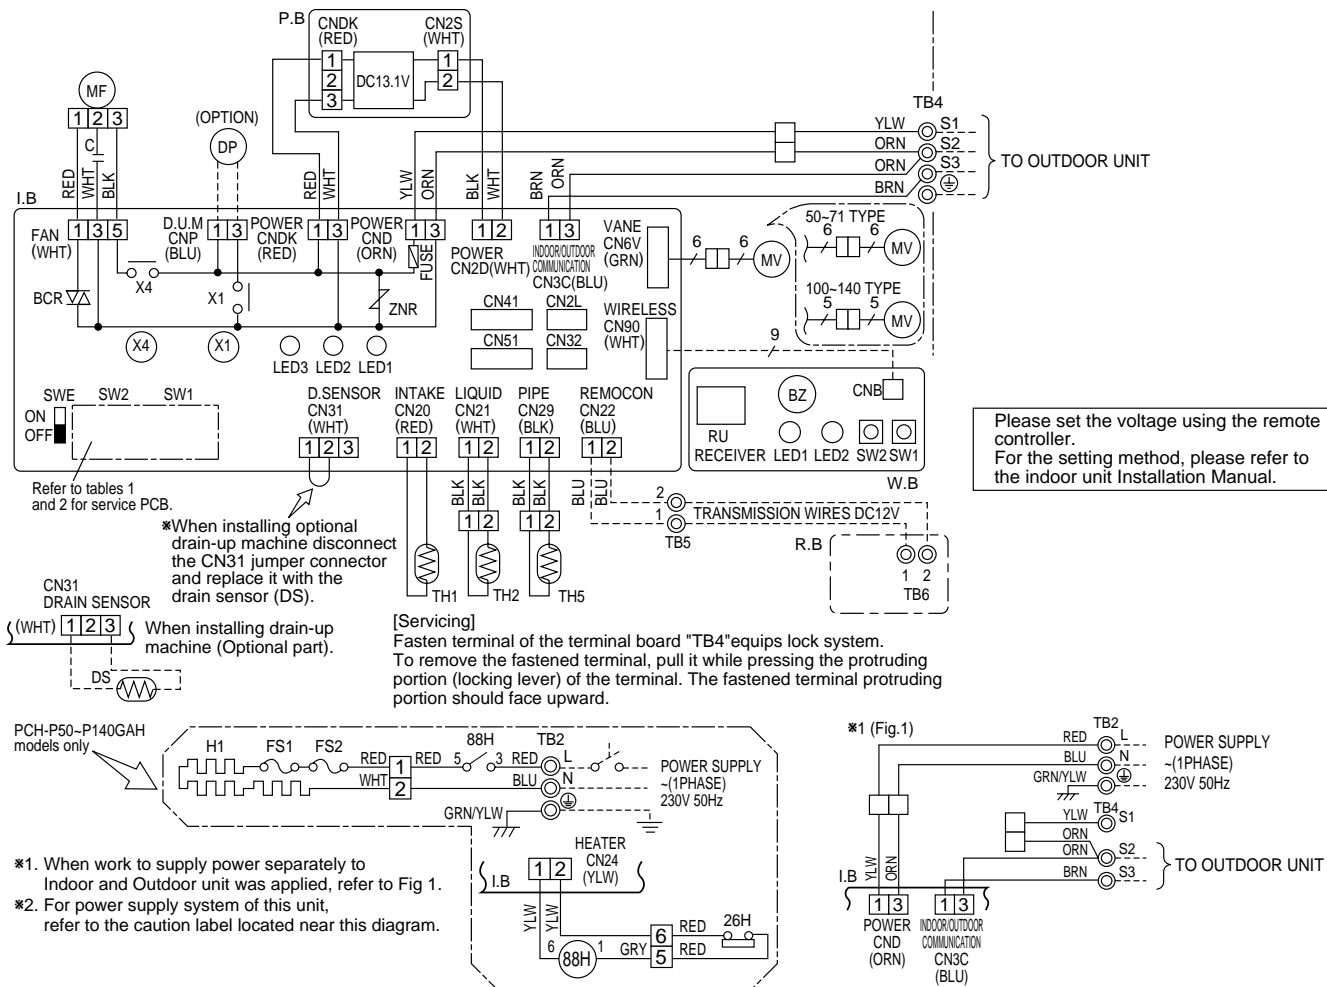 P.B
CNDK
(RED)
CN2S
(WHT)
1
2
3
DC13.1V
1
2
MF
1 2 3
C
RED
WHT
BLK
(OPTION)
DP
RED
WHT
YLW
ORN
BLK
WHT
BRN
ORN
TB4
YLW
S1
ORN
S2
ORN
S3
BRN
TO OUTDOOR UNIT
I.B
FAN
(WHT)
1 3 5
D.U.M
CNP
(BLU)
1 3
POWER
CNDK
(RED)
1 3
POWER
CND
(ORN)
1 3
FUSE
1 2
POWER
CN2D(WHT)
1 3
INDOOR/OUTDOOR
COMMUNICATION
CN3C(BLU)
VANE
CN6V
(GRN)
6 6
MV
50~71 TYPE
6 6
MV
100~140 TYPE
5 5
MV
BCR
X4
X1
ZNR
X4
X1
LED3 LED2 LED1
CN41
CN2L
CN51
CN32
WIRELESS
CN90
(WHT)
9
SWE
ON
OFF
SW2
SW1
Refer to tables 1
and 2 for service PCB.
D.SENSOR
CN31
(WHT)
1 2 3
INTAKE
CN20
(RED)
1 2
LIQUID
CN21
(WHT)
1 2
PIPE
CN29
(BLK)
1 2
REMOCON
CN22
(BLU)
1 2
RU
RECEIVER
BZ
LED1 LED2
CNB
SW2 SW1
W.B
Please set the voltage using the remote
controller.
For the setting method, please refer to
the indoor unit Installation Manual.
BLK
BLK
BLK
BLK
BLU
BLU
1 2
1 2
TH1
TH2
TH5
2
1
TB5
TRANSMISSION WIRES DC12V
R.B
1 2
TB6
※When installing optional
drain-up machine disconnect
the CN31 jumper connector
and replace it with the
drain sensor (DS).
CN31
DRAIN SENSOR
(WHT)
1 2 3
DS
When installing drain-up
machine (Optional part).
[Servicing]
Fasten terminal of the terminal board "TB4"equips lock system.
To remove the fastened terminal, pull it while pressing the protruding
portion (locking lever) of the terminal. The fastened terminal protruding
portion should face upward.
PCH-P50~P140GAH
models only
H1
FS1
FS2
RED
1
RED
5
88H
3
RED
TB2
L
WHT
2
BLU
N
GRN/YLW
POWER SUPPLY
~(1PHASE)
230V 50Hz
HEATER
CN24
(YLW)
1 2
I.B
YLW
YLW
6
88H
1
GRY
6
5
RED
RED
26H
※1. When work to supply power separately to
Indoor and Outdoor unit was applied, refer to Fig 1.
※2. For power supply system of this unit,
refer to the caution label located near this diagram.
※1 (Fig.1)
TB2
RED
L
BLU
N
GRN/YLW
POWER SUPPLY
~(1PHASE)
230V 50Hz
TB4
YLW
S1
ORN
ORN
S2
BRN
S3
TO OUTDOOR UNIT
I.B
YLW
ORN
1 3
POWER
CND
(ORN)
1 3
INDOOR/OUTDOOR
COMMUNICATION
CN3C
(BLU)